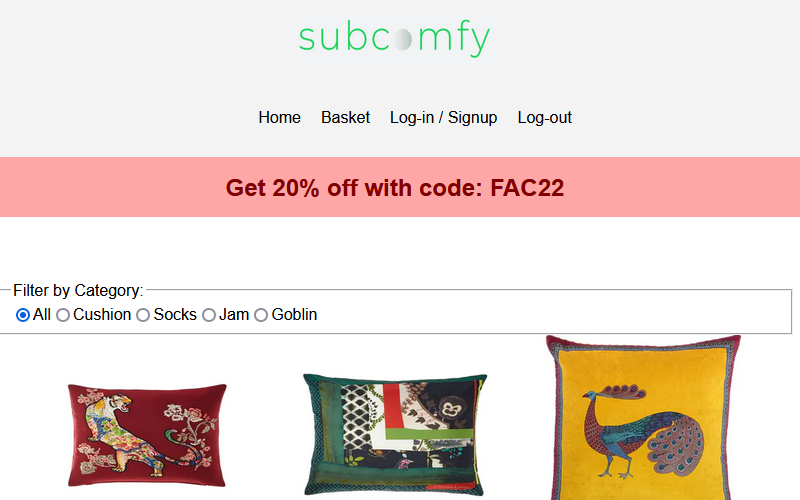 subcomfy
Home Basket Log-in / Signup Log-out
Get 20% off with code: FAC22
Filter by Category:
All Cushion Socks Jam Goblin